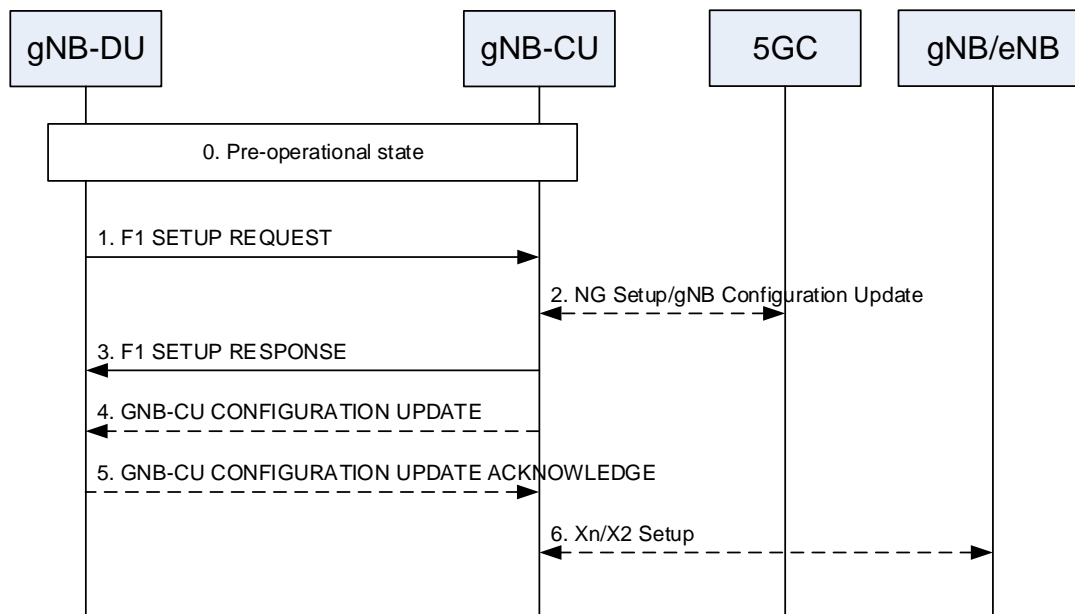 gNB-DU
gNB-CU
5GC
gNB/eNB
0. Pre-operational state
1. F1 SETUP REQUEST
2. NG Setup/gNB Configuration Update
3. F1 SETUP RESPONSE
4. GNB-CU CONFIGURATION UPDATE
5. GNB-CU CONFIGURATION UPDATE ACKNOWLEDGE
6. Xn/X2 Setup